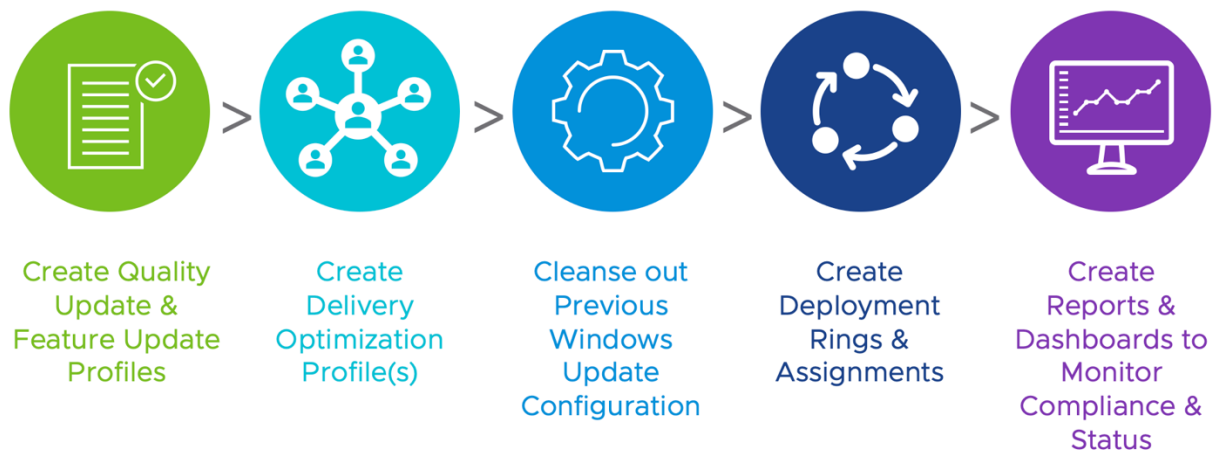 >
>
>
>
Create Quality
Update &
Feature Update
Profiles
Create
Delivery
Optimization
Profile(s)
Cleanse out
Previous
Windows
Update
Configuration
Create
Deployment
Rings &
Assignments
Create
Reports &
Dashboards to
Monitor
Compliance &
Status